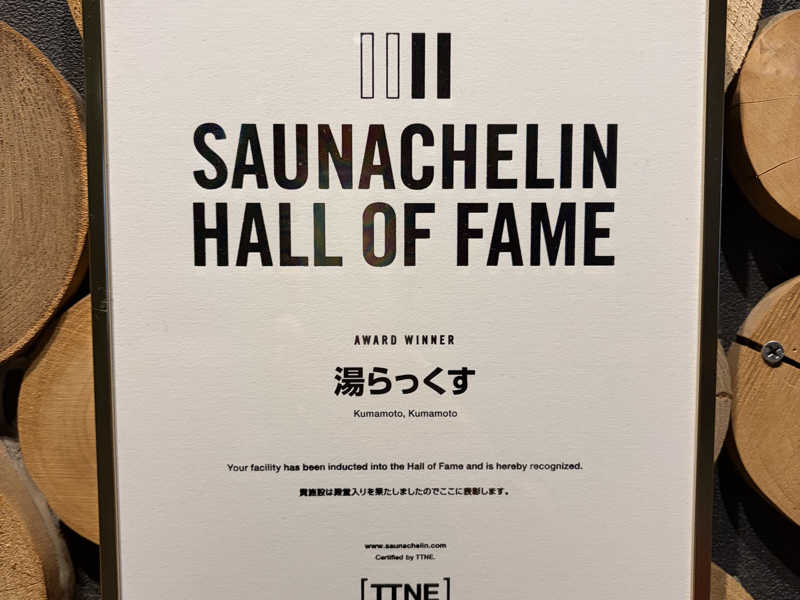 SAUNACHELIN
HALL OF FAME
AWARD WINNER
湯らっくす
Kumamoto, Kumamoto
Your facility has been inducted into the Hall of Fame and is hereby recognized.
貴施設は殿堂入りを果たしましたのでここに表彰します。
www.saunachelin.com
Certified by TTNE.
[TTNE]